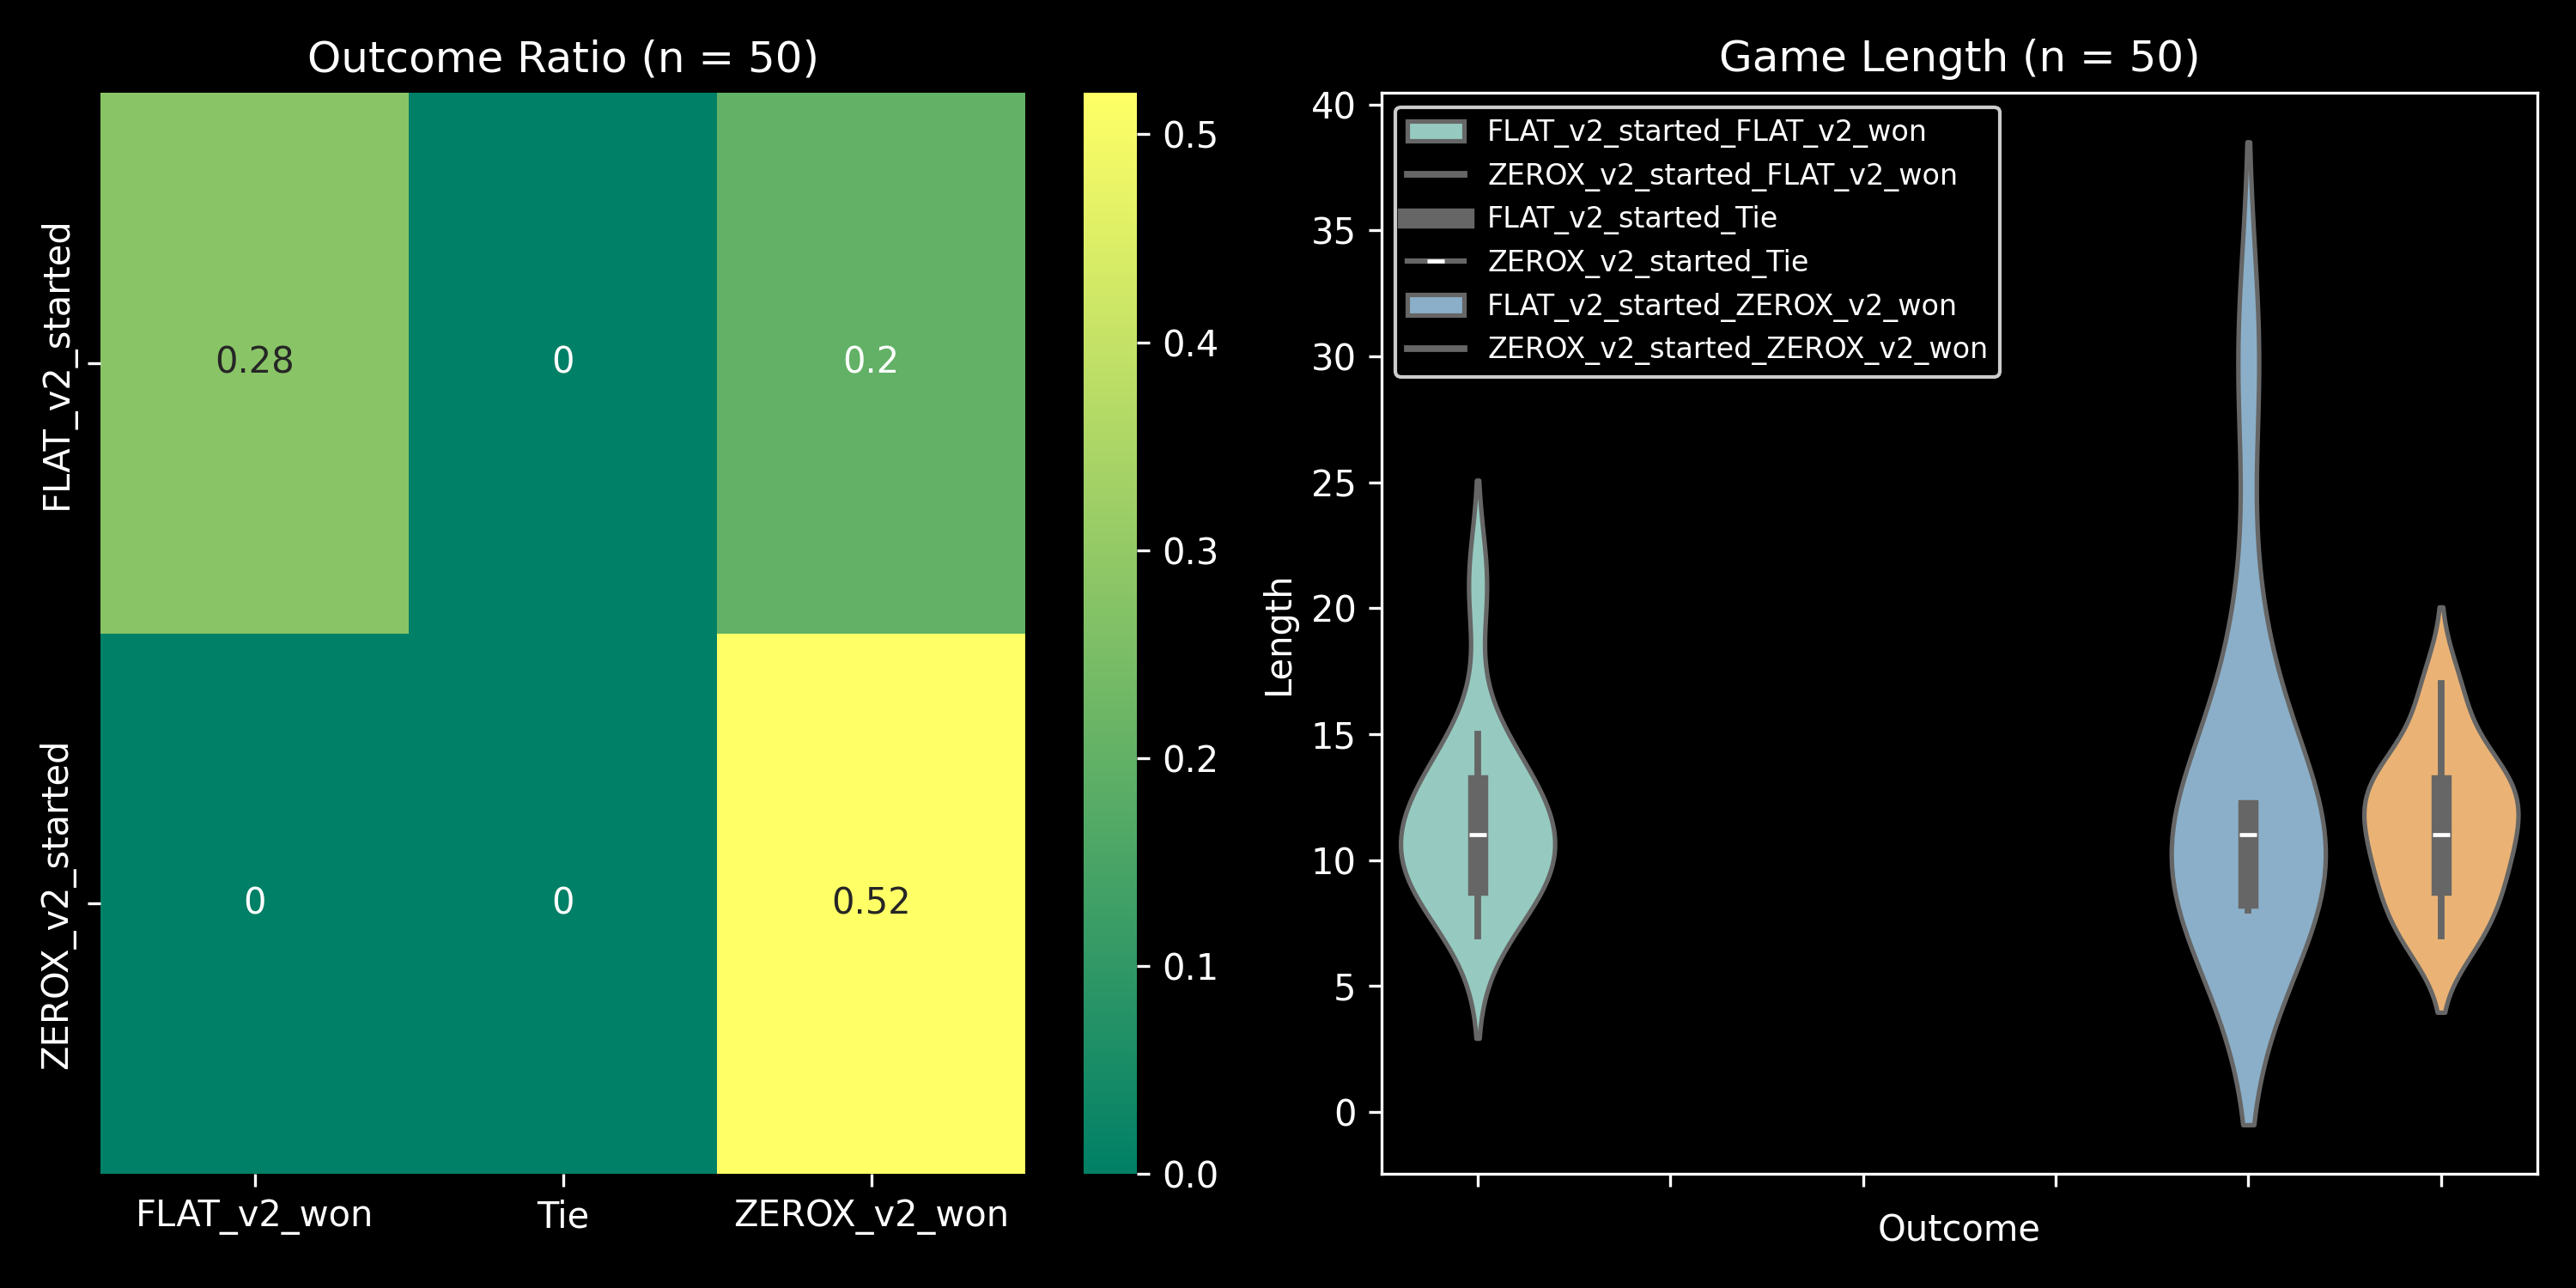 Outcome Ratio (n = 50)
FLAT_v2_started
ZEROX_v2_started
0.28
0
0.2
0
0
0.52
FLAT_v2_won
Tie
ZEROX_v2_won
0.5
0.4
0.3
0.2
0.1
0.0
Game Length (n = 50)
Length
40
35
30
25
20
15
10
5
0
FLAT_v2_started_FLAT_v2_won
ZEROX_v2_started_FLAT_v2_won
FLAT_v2_started_Tie
ZEROX_v2_started_Tie
FLAT_v2_started_ZEROX_v2_won
ZEROX_v2_started_ZEROX_v2_won
Outcome